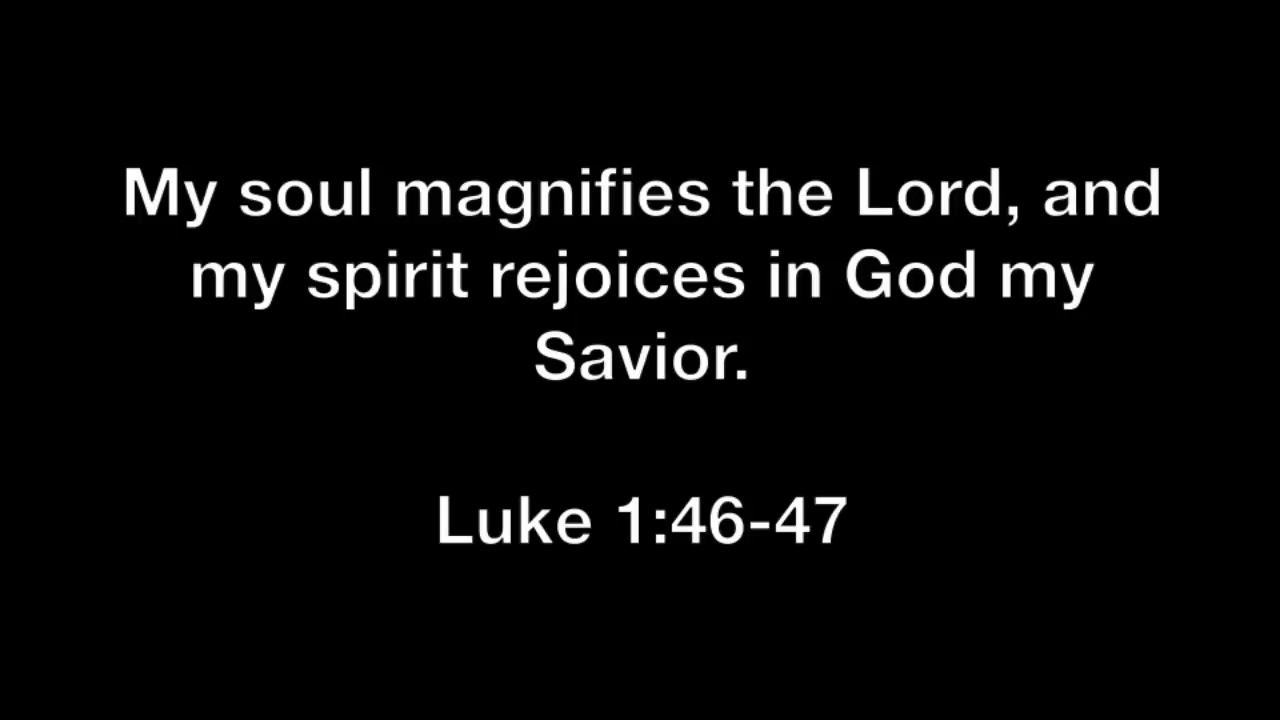 My soul magnifies the Lord, and
my spirit rejoices in God my
Savior.
Luke 1:46-47